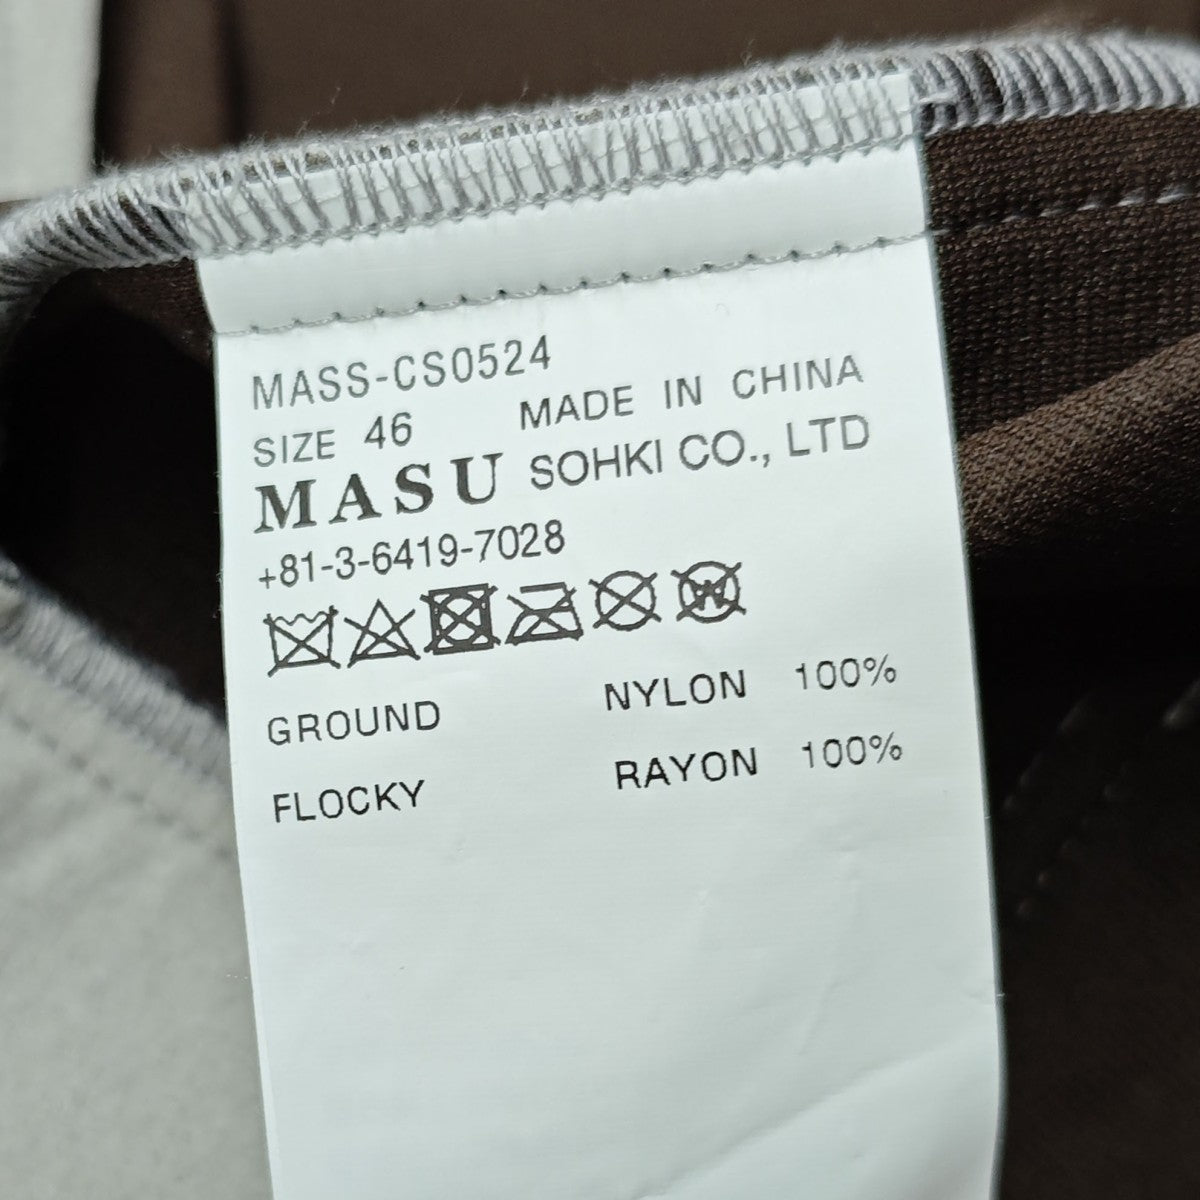 MASS-CS0524
SIZE 46 MADE IN CHINA
MASU SOHKI CO., LTD
+81-3-6419-7028
W
GROUND NYLON 100%
FLOCKY RAYON 100%